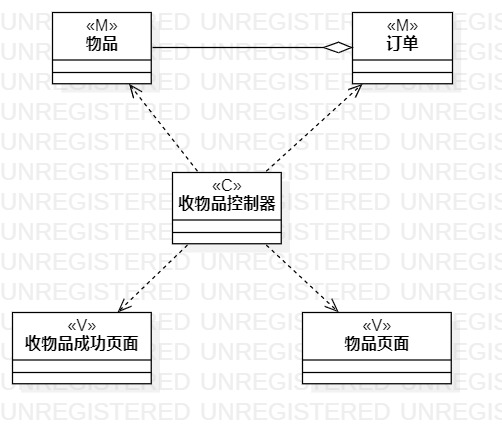 «M»
物品
«M»
订单
«C»
收物品控制器
«V»
收物品成功页面
«V»
物品页面
UNREGISTERED UNREGISTERED UNREGISTERED